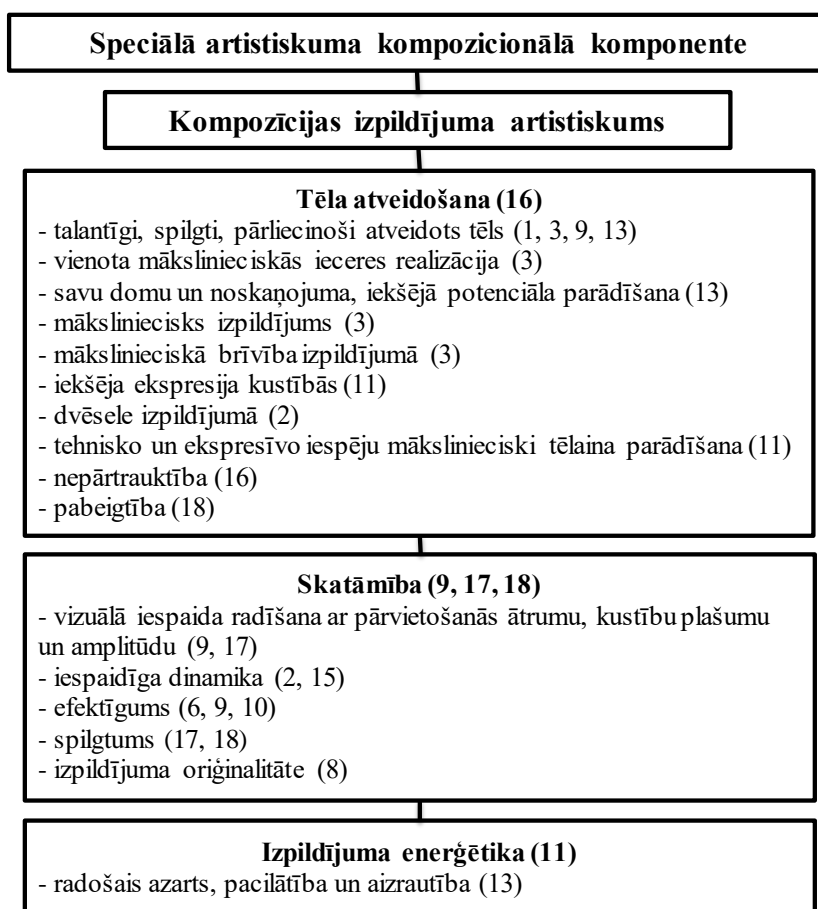 Speciālā artistiskuma kompozicionālā komponente
Kompozīcijas izpildījuma artistiskums
Tēla atveidošana (16)
- talantīgi, spilgti, pārliecinoši atveidots tēls (1, 3, 9, 13)
- vienota mākslinieciskās ieceres realizācija (3)
- savu domu un noskaņojuma, iekšējā potenciāla parādīšana (13)
- māksliniecisks izpildījums (3)
- mākslinieciskā brīvība izpildījumā (3)
- iekšēja ekspresija kustībās (11)
- dvēsele izpildījumā (2)
- tehnisko un ekspresīvo iespēju mākslinieciski tēlaina parādīšana (11)
- nepārtrauktība (16)
- pabeigtība (18)
Skatāmība (9, 17, 18)
- vizuālā iespaida radīšana ar pārvietošanās ātrumu, kustību plašumu
un amplitūdu (9, 17)
- iespaidīga dinamika (2, 15)
- efektīgums (6, 9, 10)
- spilgtums (17, 18)
- izpildījuma oriģinalitāte (8)
Izpildījuma enerģētika (11)
- radošais azarts, pacilātība un aizrautība (13)